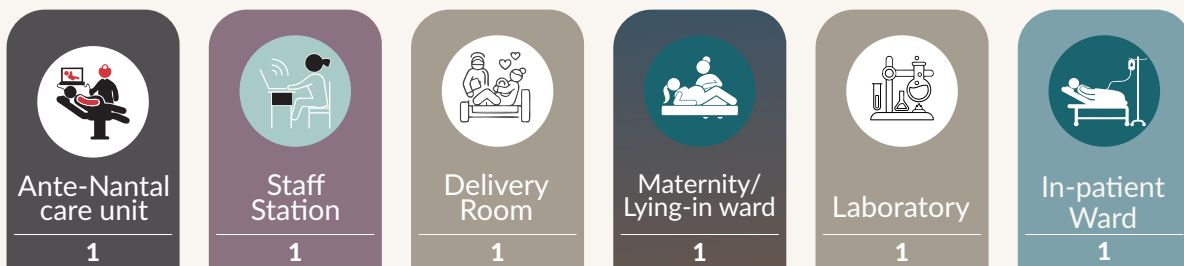 Ante-Nantal
care unit
1
Staff
Station
1
Delivery
Room
1
Maternity/
Lying-in ward
1
Laboratory
1
In-patient
Ward
1